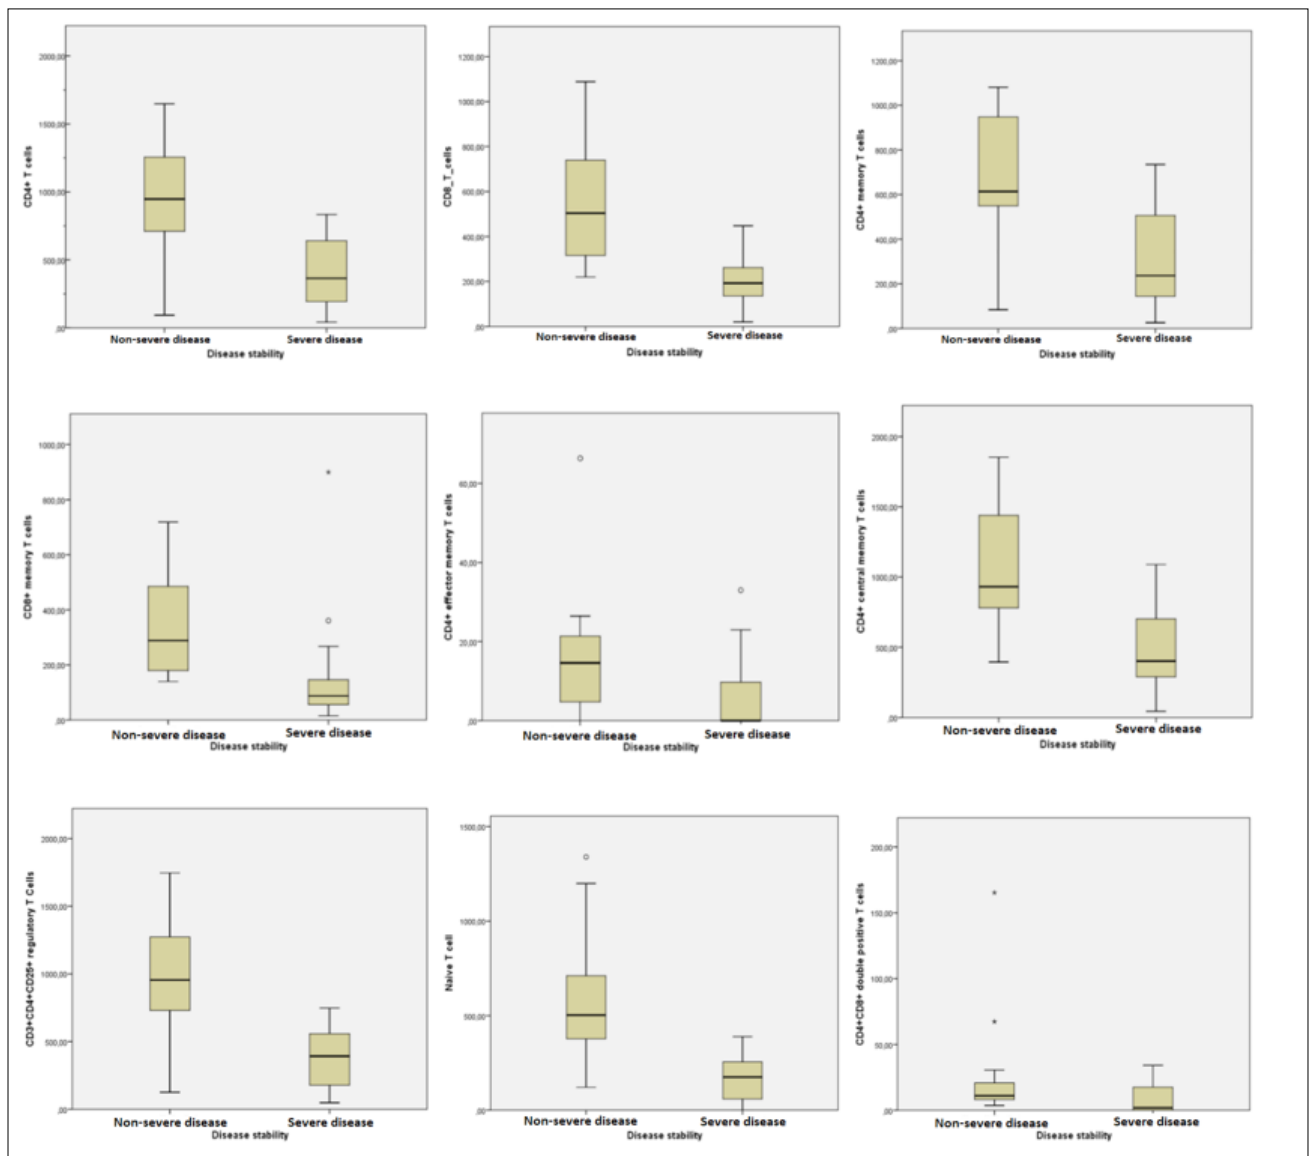 CD4+ T cells
2000,00
1500,00
1000,00
500,00
,00
Non-severe disease
Severe disease
Disease stability
CD8_T_cells
1200,00
1000,00
800,00
600,00
400,00
200,00
,00
Non-severe disease
Severe disease
Disease stability
CD4+ memory T cells
1200,00
1000,00
800,00
600,00
400,00
200,00
,00
Non-severe disease
Severe disease
Disease stability
CD8+ memory T cells
1000,00
800,00
600,00
400,00
200,00
,00
Non-severe disease
Severe disease
Disease stability
CD4+ effector memory T cells
60,00
40,00
20,00
,00
Non-severe disease
Severe disease
Disease stability
CD4+ central memory T cells
2000,00
1500,00
1000,00
500,00
,00
Non-severe disease
Severe disease
Disease stability
CD3+CD4+CD25+ regulatory T Cells
2000,00
1500,00
1000,00
500,00
,00
Non-severe disease
Severe disease
Disease stability
Naive T cell
1500,00
1000,00
500,00
,00
Non-severe disease
Severe disease
Disease stability
CD4+CD8+ double positive T cells
200,00
150,00
100,00
50,00
,00
Non-severe disease
Severe disease
Disease stability